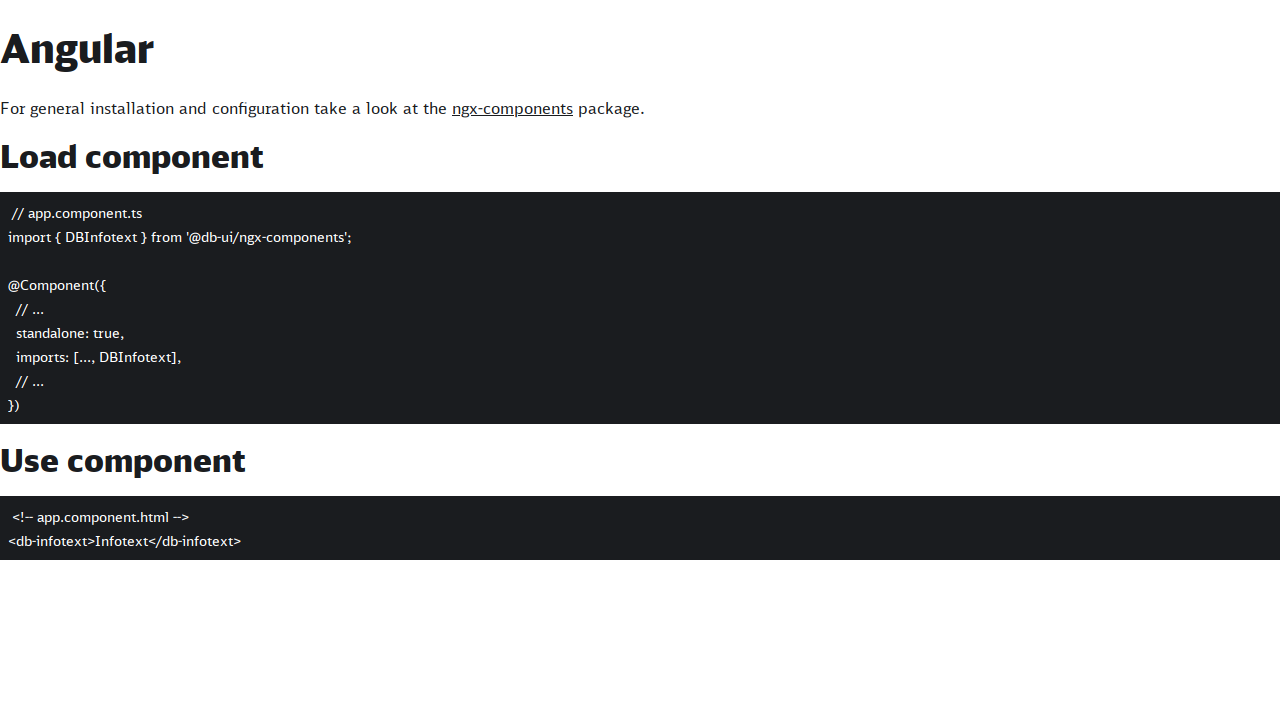 Angular
For general installation and configuration take a look at the ngx-components package.
Load component
// app.component.ts
import { DBInfotext } from '@db-ui/ngx-components';
@Component({
// ...
standalone: true,
imports: [..., DBInfotext],
// ...
})
Use component
<!-- app.component.html -->
<db-infotext>Infotext</db-infotext>